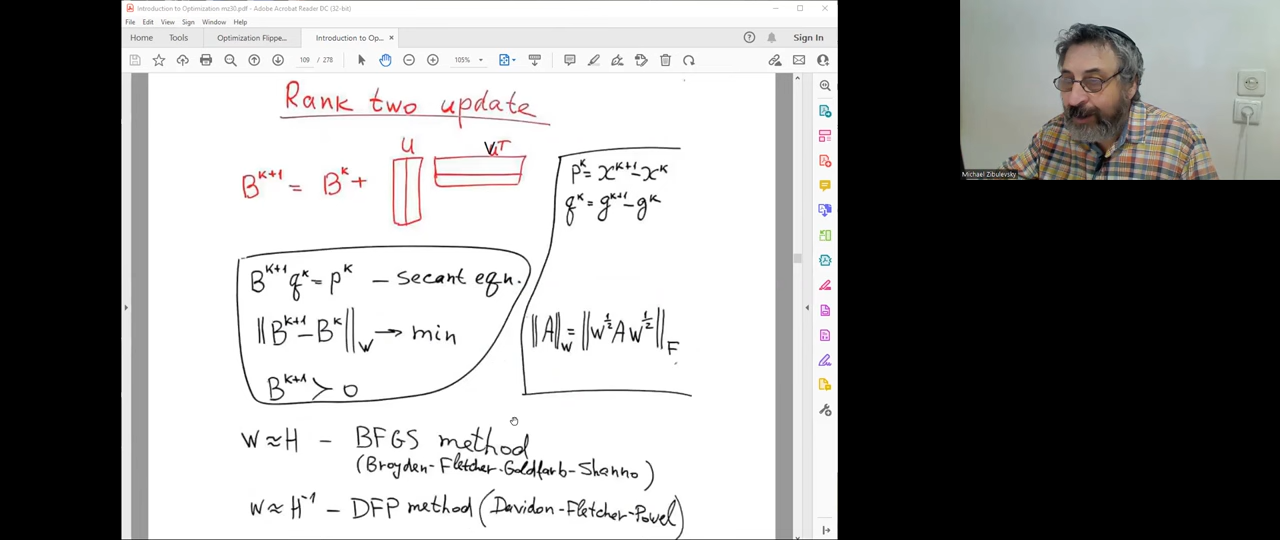 Introduction to Optimization mz30.pdf - Adobe Acrobat Reader DC (32-bit)
File Edit View Sign Window Help
Home Tools Optimization Flippe... Introduction to Op... ×
Sign In
109 / 278 105%
Rank two update
B^{K+1} = B^K + u v^T
P^K = x^{K+1} - x^K
q^K = g^{K+1} - g^K
B^{K+1} q^K = p^K — secant eqn.
||B^{K+1} - B^K||_W → min
B^{K+1} ≻ 0
||A||_W = ||W^{1/2} A W^{1/2}||_F
W ≈ H – BFGS method
(Broyden-Fletcher-Goldfarb-Shanno)
W ≈ H^{-1} – DFP method (Davidon-Fletcher-Powel)
Michael Zibulevsky